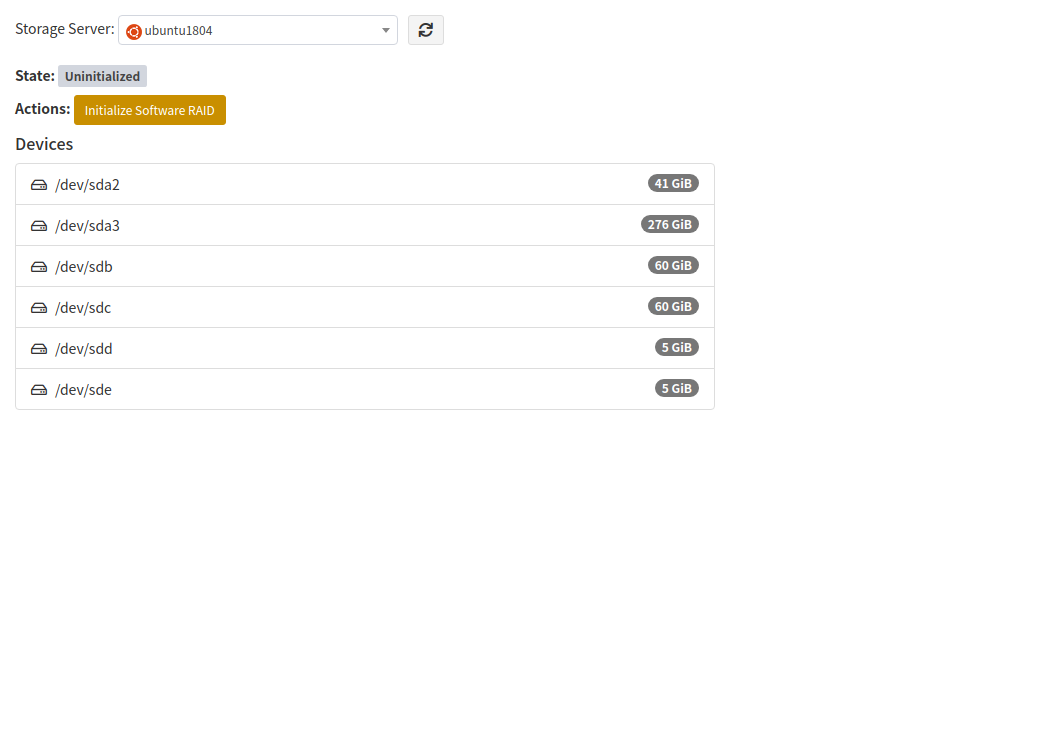 Storage Server: ubuntu1804
State: Uninitialized
Actions: Initialize Software RAID
Devices
/dev/sda2 41 GiB
/dev/sda3 276 GiB
/dev/sdb 60 GiB
/dev/sdc 60 GiB
/dev/sdd 5 GiB
/dev/sde 5 GiB